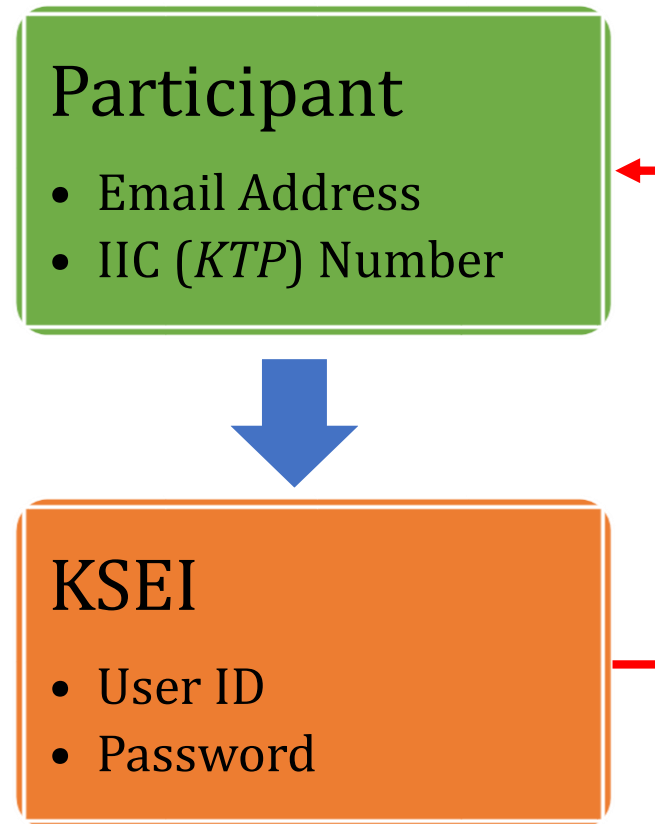 Participant
• Email Address
• IIC (KTP) Number
KSEI
• User ID
• Password